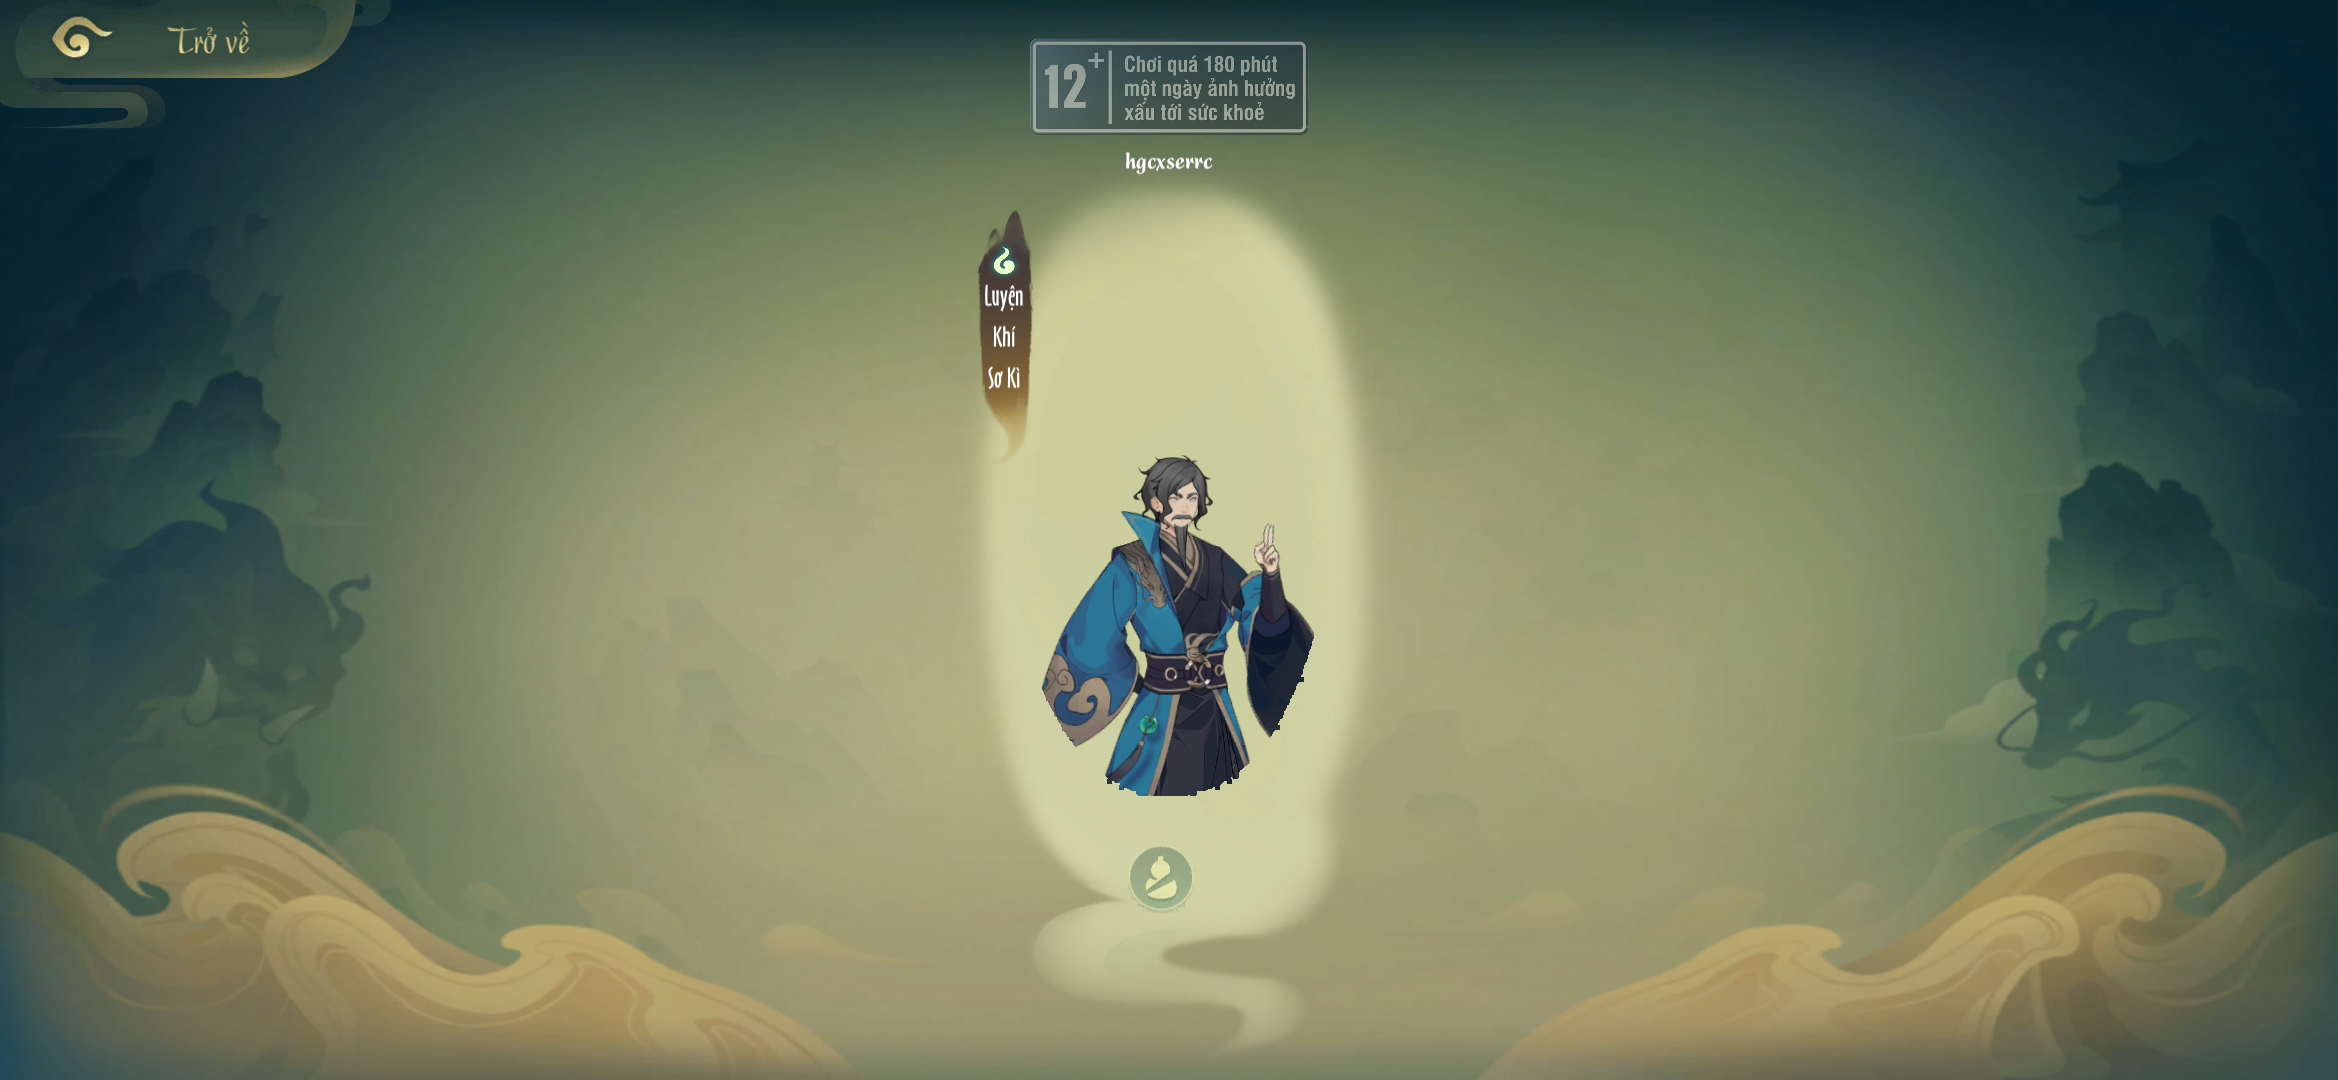 Trở về
12+
Chơi quá 180 phút
một ngày ảnh hưởng
xấu tới sức khoẻ
hgcxserrc
Luyện
Khí
Sơ Kì